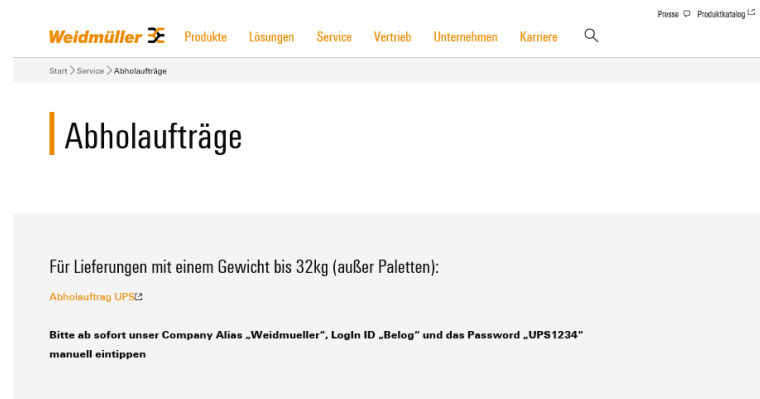 Presse Produktkatalog
Weidmüller Produkte Lösungen Service Vertrieb Unternehmen Karriere
Start Service Abholaufträge
Abholaufträge
Für Lieferungen mit einem Gewicht bis 32kg (außer Paletten):
Abholauftrag UPS
Bitte ab sofort unser Company Alias „Weidmueller“, LogIn ID „Belog“ und das Password „UPS1234“
manuell eintippen